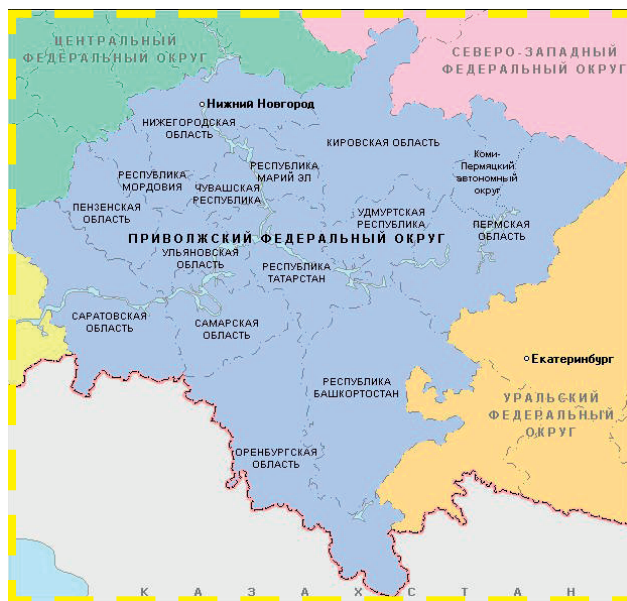 ЦЕНТРАЛЬНЫЙ
ФЕДЕРАЛЬНЫЙ ОКРУГ
СЕВЕРО-ЗАПАДНЫЙ
ФЕДЕРАЛЬНЫЙ ОКРУГ
Нижний Новгород
НИЖЕГОРОДСКАЯ
ОБЛАСТЬ
КИРОВСКАЯ ОБЛАСТЬ
Коми-
Пермяцкий
автономный
округ
РЕСПУБЛИКА
МАРИЙ ЭЛ
РЕСПУБЛИКА
МОРДОВИЯ
ЧУВАШСКАЯ
РЕСПУБЛИКА
ПЕНЗЕНСКАЯ
ОБЛАСТЬ
УДМУРТСКАЯ
РЕСПУБЛИКА
ПЕРМСКАЯ
ОБЛАСТЬ
ПРИВОЛЖСКИЙ ФЕДЕРАЛЬНЫЙ ОКРУГ
УЛЬЯНОВСКАЯ
ОБЛАСТЬ
РЕСПУБЛИКА
ТАТАРСТАН
САРАТОВСКАЯ
ОБЛАСТЬ
САМАРСКАЯ
ОБЛАСТЬ
Екатеринбург
РЕСПУБЛИКА
БАШКОРТОСТАН
УРАЛЬСКИЙ
ФЕДЕРАЛЬНЫЙ
ОКРУГ
ОРЕНБУРГСКАЯ
ОБЛАСТЬ
КАЗАХСТАН